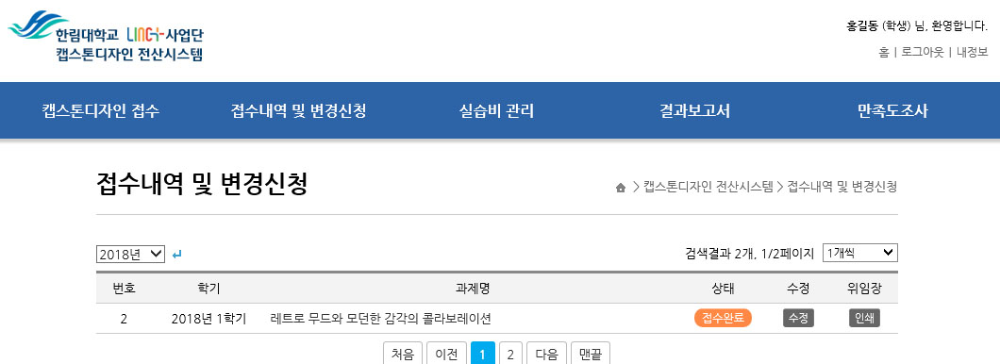 한림대학교 LINC+사업단
캡스톤디자인 전산시스템
홍길동 (학생) 님, 환영합니다.
홈 | 로그아웃 | 내정보
캡스톤디자인 접수 접수내역 및 변경신청 실습비 관리 결과보고서 만족도조사
접수내역 및 변경신청
> 캡스톤디자인 전산시스템 > 접수내역 및 변경신청
2018년
검색결과 2개, 1/2페이지 1개씩
번호 학기 과제명 상태 수정 위임장
2 2018년 1학기 레트로 무드와 모던한 감각의 콜라보레이션 접수완료 수정 인쇄
처음 이전 1 2 다음 맨끝